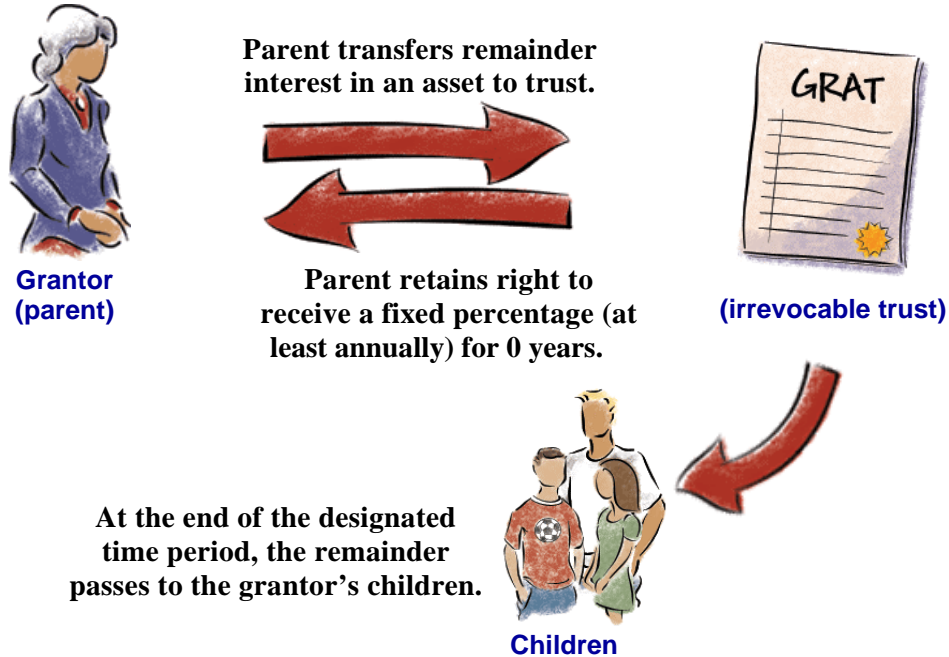 Parent transfers remainder
interest in an asset to trust.
GRAT
Grantor
(parent)
Parent retains right to
receive a fixed percentage (at
least annually) for 0 years.
(irrevocable trust)
At the end of the designated
time period, the remainder
passes to the grantor’s children.
Children